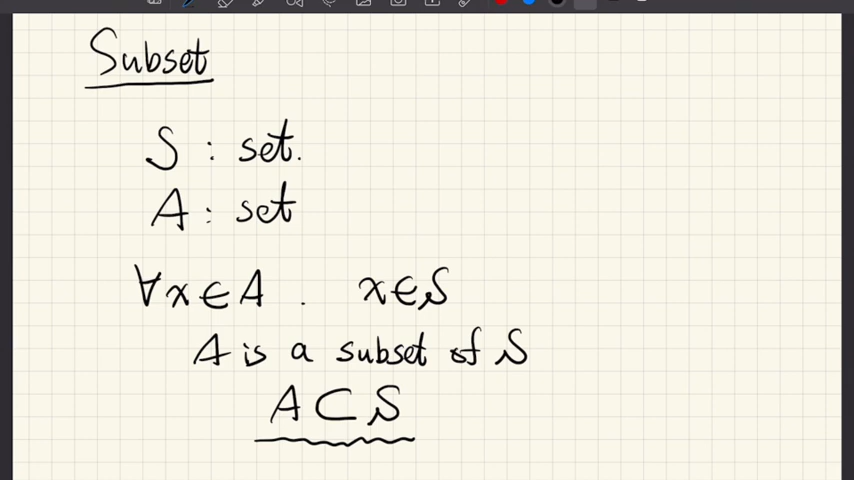 Subset
S : set.
A : set
∀x∈A . x∈S
A is a subset of S
A⊂S